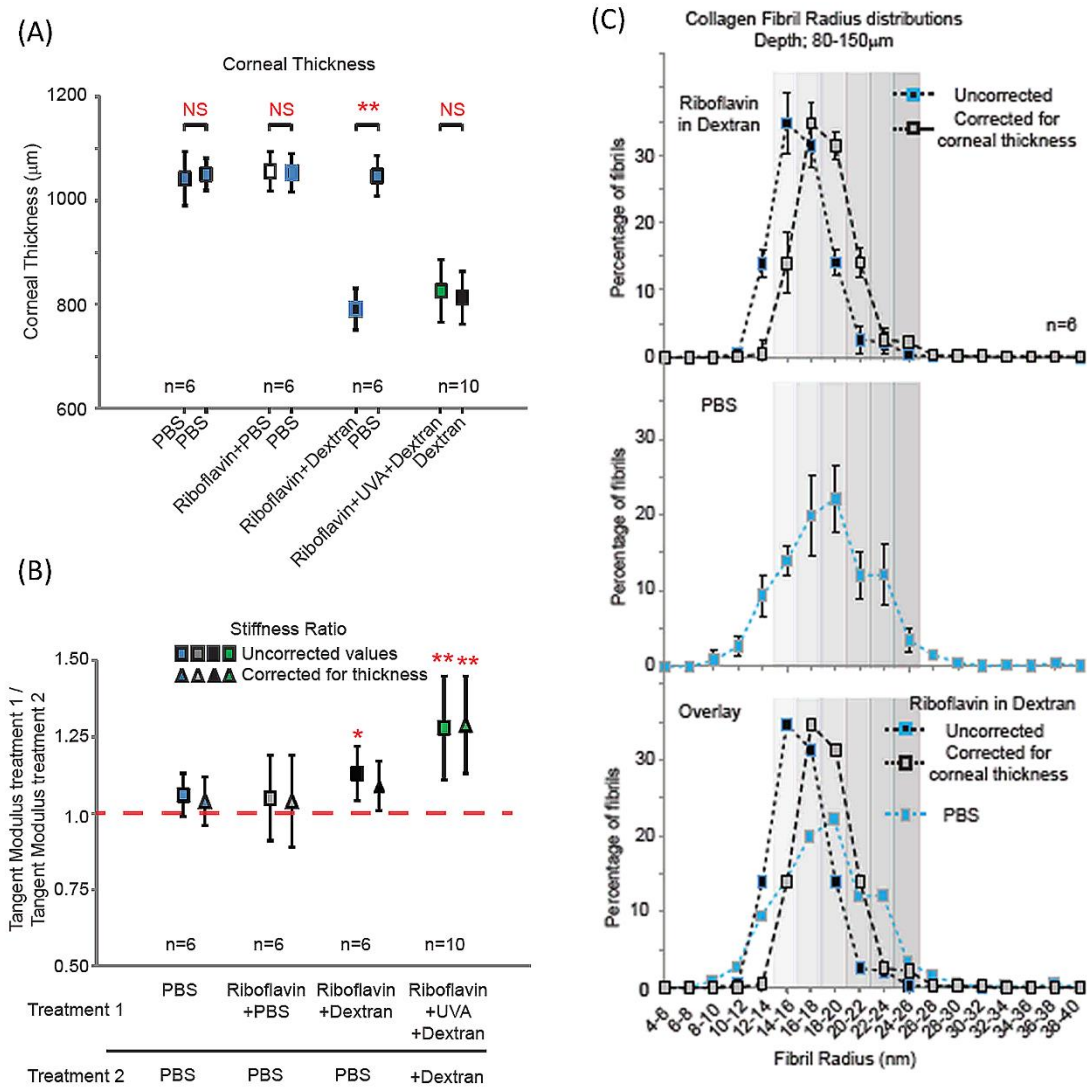 (A)
Corneal Thickness
1200
1000
800
600
Corneal Thickness (µm)
NS
NS
**
NS
n=6
n=6
n=6
n=10
PBS
PBS
Riboflavin+PBS
PBS
Riboflavin+Dextran
PBS
Riboflavin+UVA+Dextran
Dextran
(B)
Stiffness Ratio
Uncorrected values
Corrected for thickness
1.50
1.25
1.0
0.75
0.50
Tangent Modulus treatment 1 /
Tangent Modulus treatment 2
*
** **
n=6
n=6
n=6
n=10
Treatment 1
PBS
Riboflavin
+PBS
Riboflavin
+Dextran
Riboflavin
+UVA
+Dextran
Treatment 2
PBS
PBS
PBS
+Dextran
(C)
Collagen Fibril Radius distributions
Depth; 80-150µm
Riboflavin
in Dextran
Uncorrected
Corrected for
corneal thickness
Percentage of fibrils
30
20
10
0
n=6
PBS
Percentage of fibrils
30
20
10
0
Overlay
Riboflavin in Dextran
Uncorrected
Corrected for
corneal thickness
PBS
Percentage of fibrils
30
20
10
0
4-6
6-8
8-10
10-12
12-14
14-16
16-18
18-20
20-22
22-24
24-26
26-28
28-30
30-32
32-34
34-36
36-38
38-40
Fibril Radius (nm)